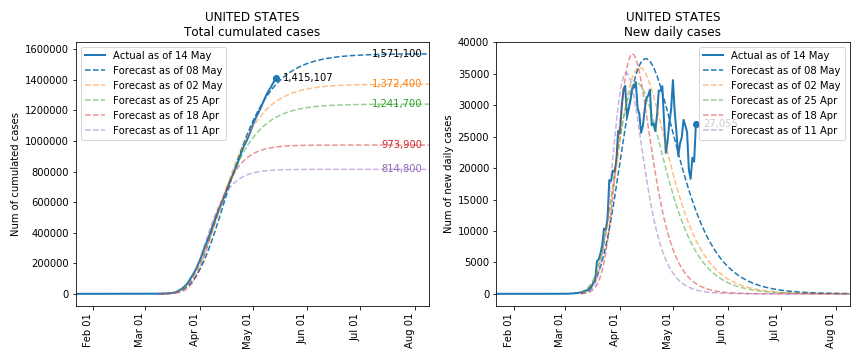 UNITED STATES
Total cumulated cases
Num of cumulated cases
1600000
1400000
1200000
1000000
800000
600000
400000
200000
0
Feb 01
Mar 01
Apr 01
May 01
Jun 01
Jul 01
Aug 01
Actual as of 14 May
Forecast as of 08 May
Forecast as of 02 May
Forecast as of 25 Apr
Forecast as of 18 Apr
Forecast as of 11 Apr
1,571,100
1,415,107
1,372,400
1,241,700
973,900
814,800
UNITED STATES
New daily cases
Num of new daily cases
40000
35000
30000
25000
20000
15000
10000
5000
0
Feb 01
Mar 01
Apr 01
May 01
Jun 01
Jul 01
Aug 01
Actual as of 14 May
Forecast as of 08 May
Forecast as of 02 May
Forecast as of 25 Apr
Forecast as of 18 Apr
Forecast as of 11 Apr
27,055